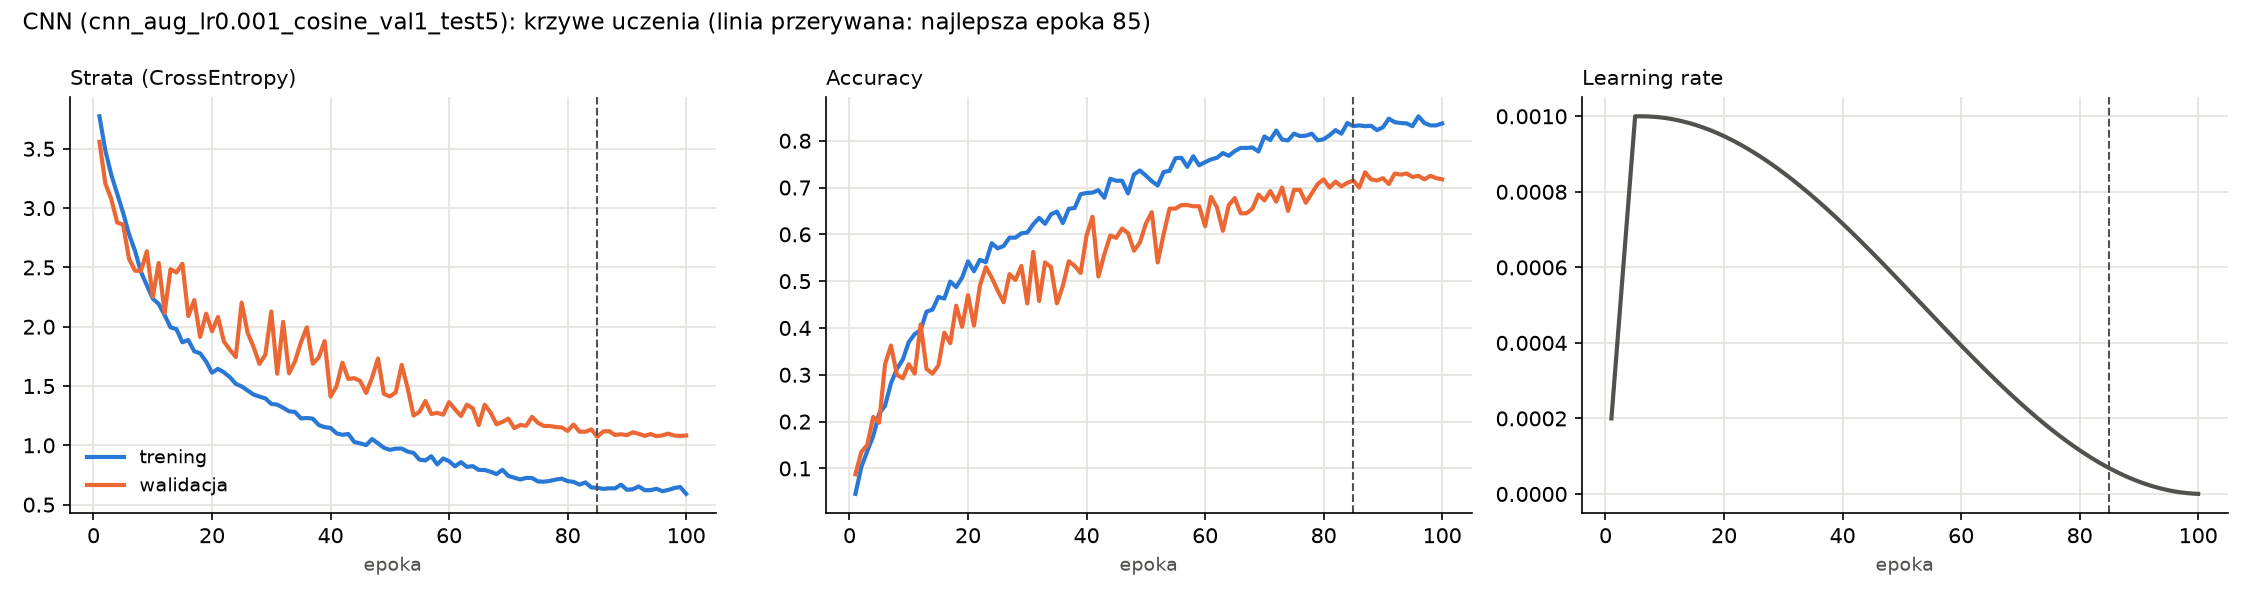 CNN (cnn_aug_lr0.001_cosine_val1_test5): krzywe uczenia (linia przerywana: najlepsza epoka 85)
Strata (CrossEntropy)
3.5
3.0
2.5
2.0
1.5
1.0
0.5
trening
walidacja
0 20 40 60 80 100
epoka
Accuracy
0.8
0.7
0.6
0.5
0.4
0.3
0.2
0.1
0 20 40 60 80 100
epoka
Learning rate
0.0010
0.0008
0.0006
0.0004
0.0002
0.0000
0 20 40 60 80 100
epoka